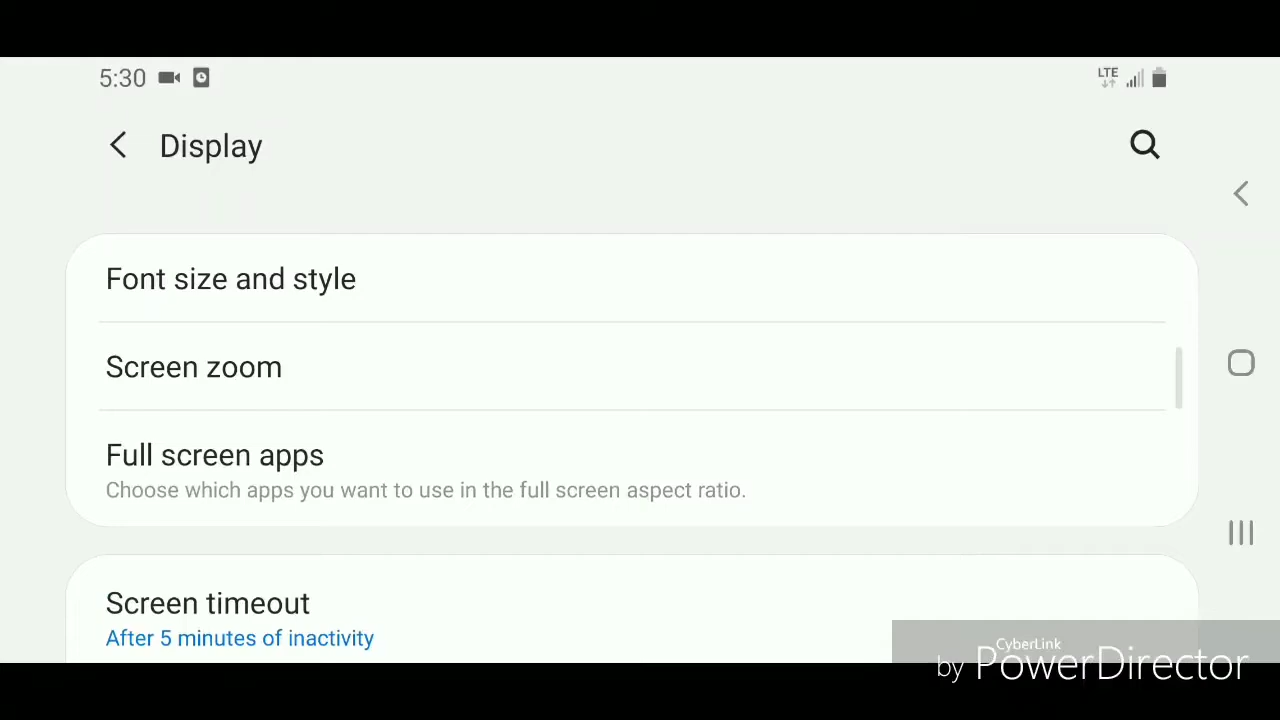 5:30
LTE
Display
Font size and style
Screen zoom
Full screen apps
Choose which apps you want to use in the full screen aspect ratio.
Screen timeout
After 5 minutes of inactivity
CyberLink
by PowerDirector